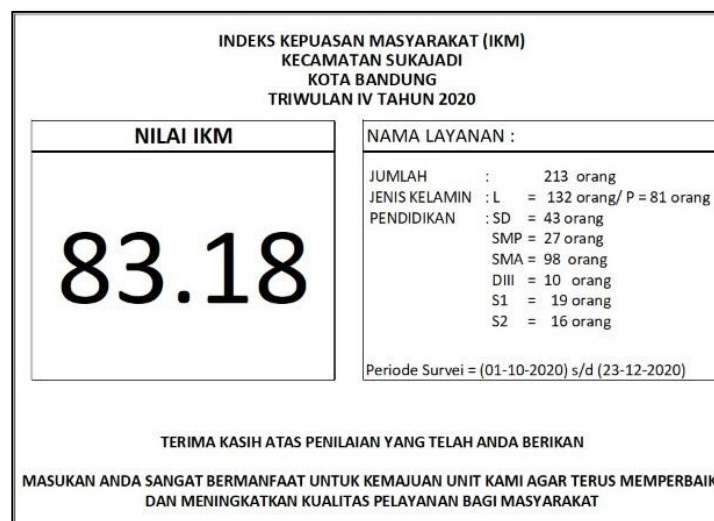 INDEKS KEPUASAN MASYARAKAT (IKM)
KECAMATAN SUKAJADI
KOTA BANDUNG
TRIWULAN IV TAHUN 2020
NILAI IKM
83.18
NAMA LAYANAN :
JUMLAH : 213 orang
JENIS KELAMIN : L = 132 orang/ P = 81 orang
PENDIDIKAN : SD = 43 orang
SMP = 27 orang
SMA = 98 orang
DIII = 10 orang
S1 = 19 orang
S2 = 16 orang
Periode Survei = (01-10-2020) s/d (23-12-2020)
TERIMA KASIH ATAS PENILAIAN YANG TELAH ANDA BERIKAN
MASUKAN ANDA SANGAT BERMANFAAT UNTUK KEMAJUAN UNIT KAMI AGAR TERUS MEMPERBAIK
DAN MENINGKATKAN KUALITAS PELAYANAN BAGI MASYARAKAT